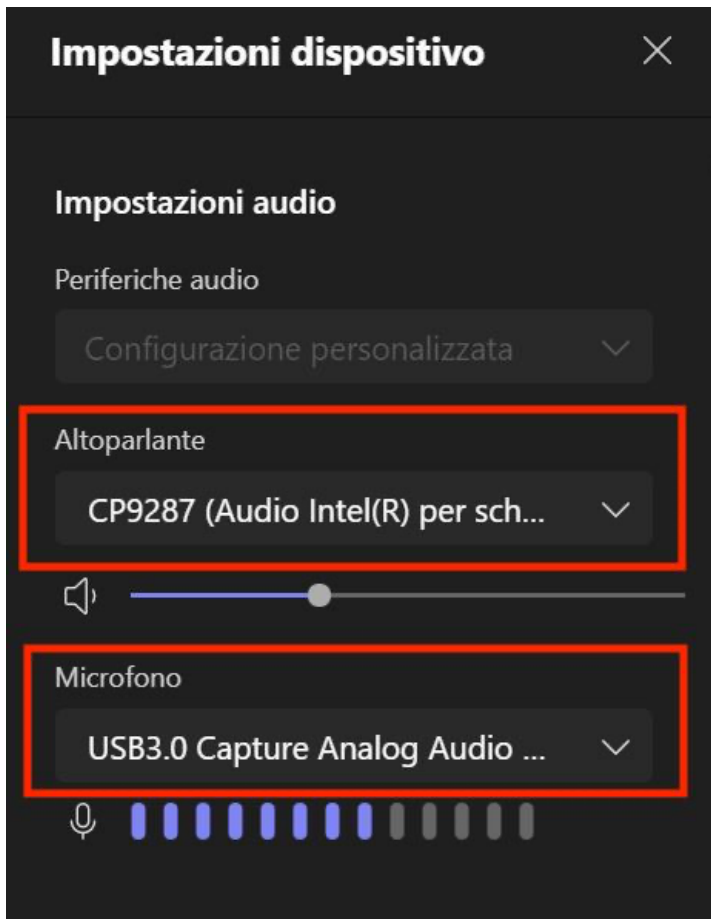 Impostazioni dispositivo
Impostazioni audio
Periferiche audio
Configurazione personalizzata
Altoparlante
CP9287 (Audio Intel(R) per sch...
Microfono
USB3.0 Capture Analog Audio ...